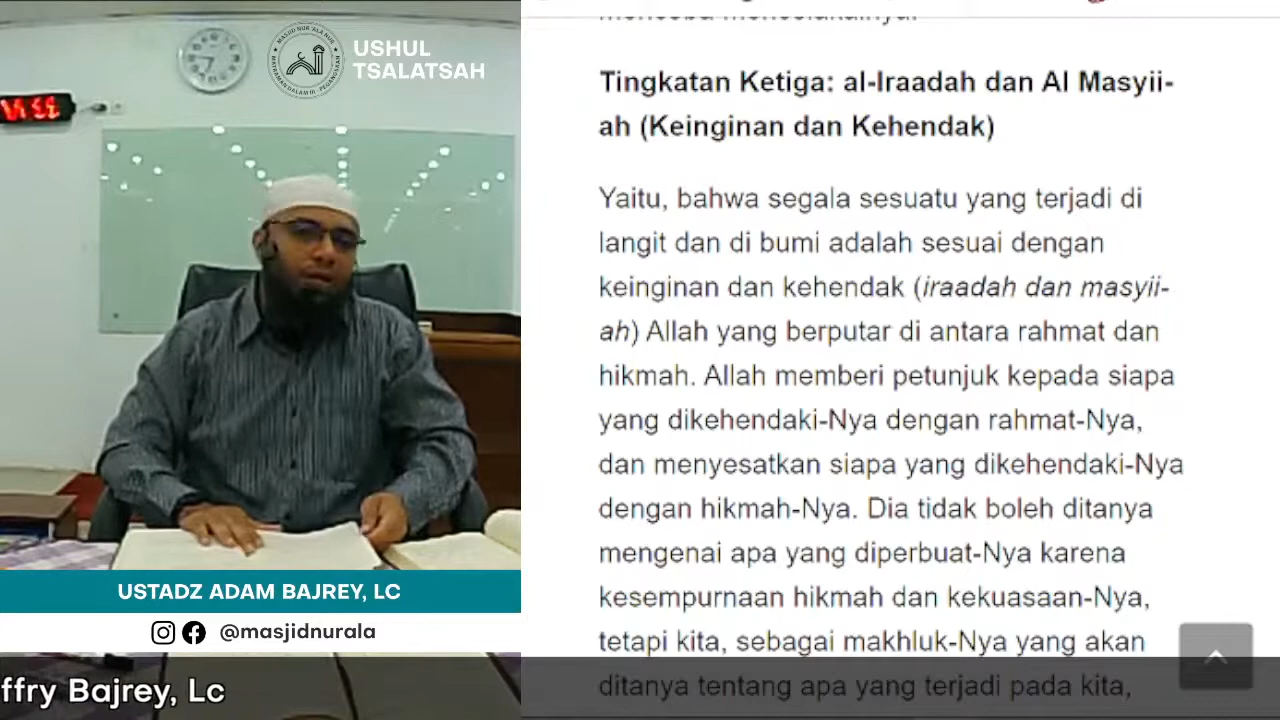 USHUL
TSALATSAH
MASJID NUR 'ALA NUR
USTADZ ADAM BAJREY, LC
@masjidnurala
ffry Bajrey, Lc
Tingkatan Ketiga: al-Iraadah dan Al Masyii-
ah (Keinginan dan Kehendak)
Yaitu, bahwa segala sesuatu yang terjadi di
langit dan di bumi adalah sesuai dengan
keinginan dan kehendak (iraadah dan masyii-
ah) Allah yang berputar di antara rahmat dan
hikmah. Allah memberi petunjuk kepada siapa
yang dikehendaki-Nya dengan rahmat-Nya,
dan menyesatkan siapa yang dikehendaki-Nya
dengan hikmah-Nya. Dia tidak boleh ditanya
mengenai apa yang diperbuat-Nya karena
kesempurnaan hikmah dan kekuasaan-Nya,
tetapi kita, sebagai makhluk-Nya yang akan
ditanya tentang apa yang terjadi pada kita,